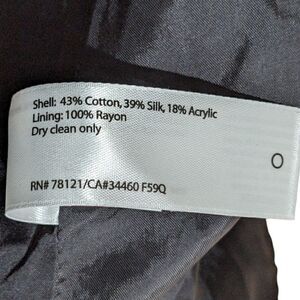 Shell: 43% Cotton, 39% Silk, 18% Acrylic
Lining: 100% Rayon
Dry clean only
O
RN# 78121/CA#34460 F59Q